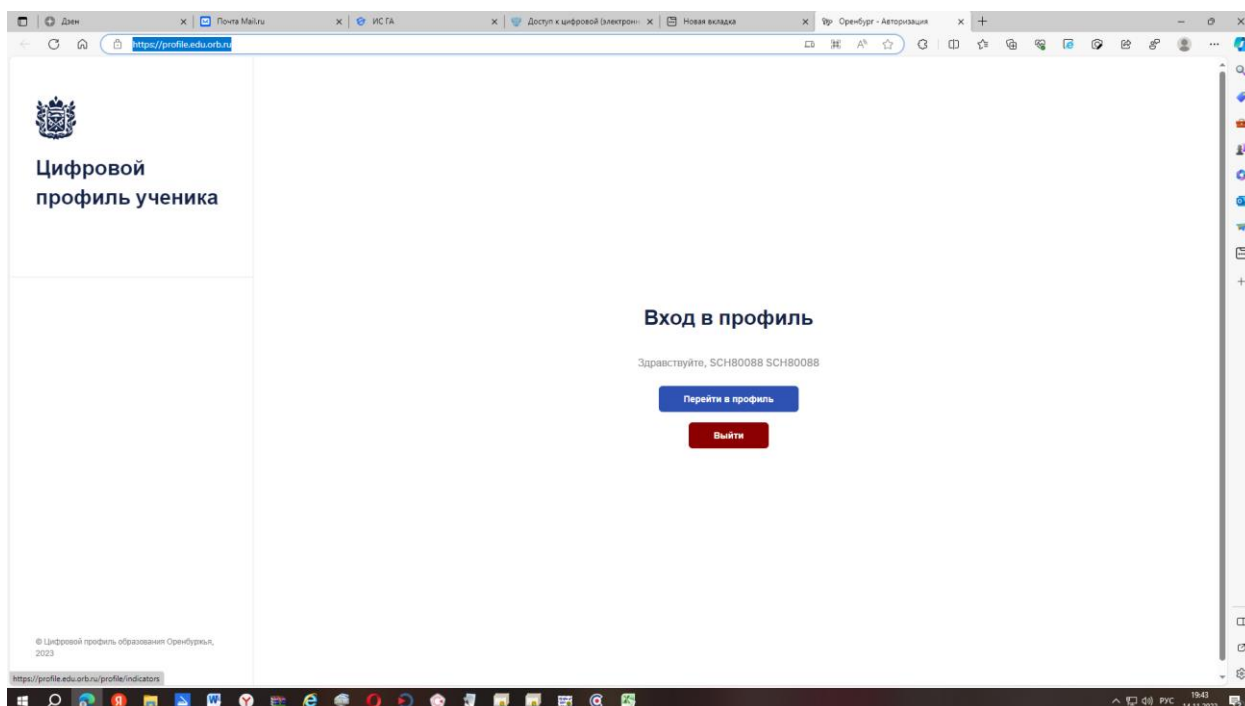 Дзен
Почта Mail.ru
ИС ГА
Доступ к цифровой (электронн
Новая вкладка
Оренбург - Авторизация
https://profile.edu.orb.ru
Цифровой
профиль ученика
Вход в профиль
Здравствуйте, SCH80088 SCH80088
Перейти в профиль
Выйти
© Цифровой профиль образования Оренбуржья,
2023
https://profile.edu.orb.ru/profile/indicators
РУС
19:43